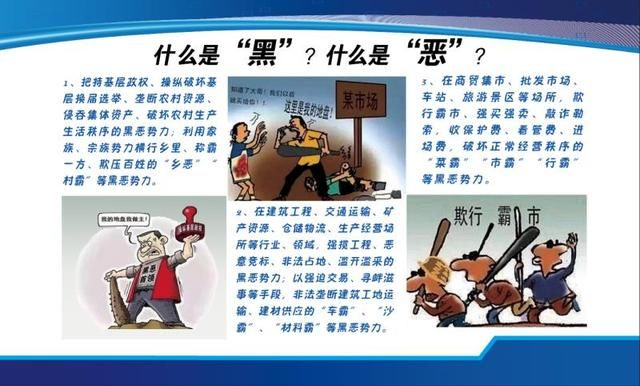 什么是“黑”？什么是“恶”？
1、把持基层政权、操纵破坏基
层换届选举、垄断农村资源、
侵吞集体资产、破坏农村生产
生活秩序的黑恶势力；利用家
族、宗族势力横行乡里、称霸
一方、欺压百姓的“乡恶”“
村霸”等黑恶势力。
知道了大哥！我们以后
就买给你！！
这里是我的地盘！
某市场
3、在商贸集市、批发市场、
车站、旅游景区等场所，欺
行霸市、强买强卖、敲诈勒
索，收保护费、看管费、进
场费，破坏正常经营秩序的
“菜霸”“市霸”“行霸”
等黑恶势力。
我的地盘我做主！
操纵基层政权
黑恶
首领
2、在建筑工程、交通运输、矿
产资源、仓储物流、生产经营场
所等行业、领域，强揽工程、恶
意竞标、非法占地、滥开滥采的
黑恶势力；以强迫交易、寻衅滋
事等手段，非法垄断建筑工地运
输、建材供应的“车霸”、“沙
霸”、“材料霸”等黑恶势力。
欺行 霸市